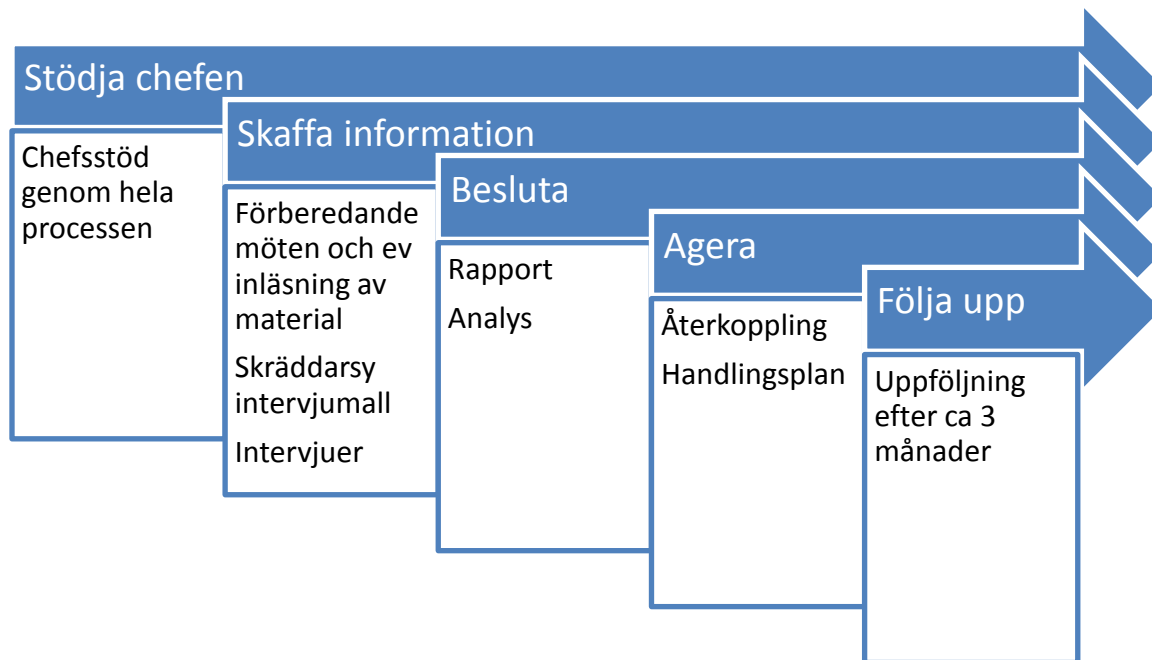 Stödja chefen
Chefsstöd
genom hela
processen
Skaffa information
Förberedande
möten och ev
inläsning av
material
Skräddarsy
intervjumall
Intervjuer
Besluta
Rapport
Analys
Agera
Återkoppling
Handlingsplan
Följa upp
Uppföljning
efter ca 3
månader